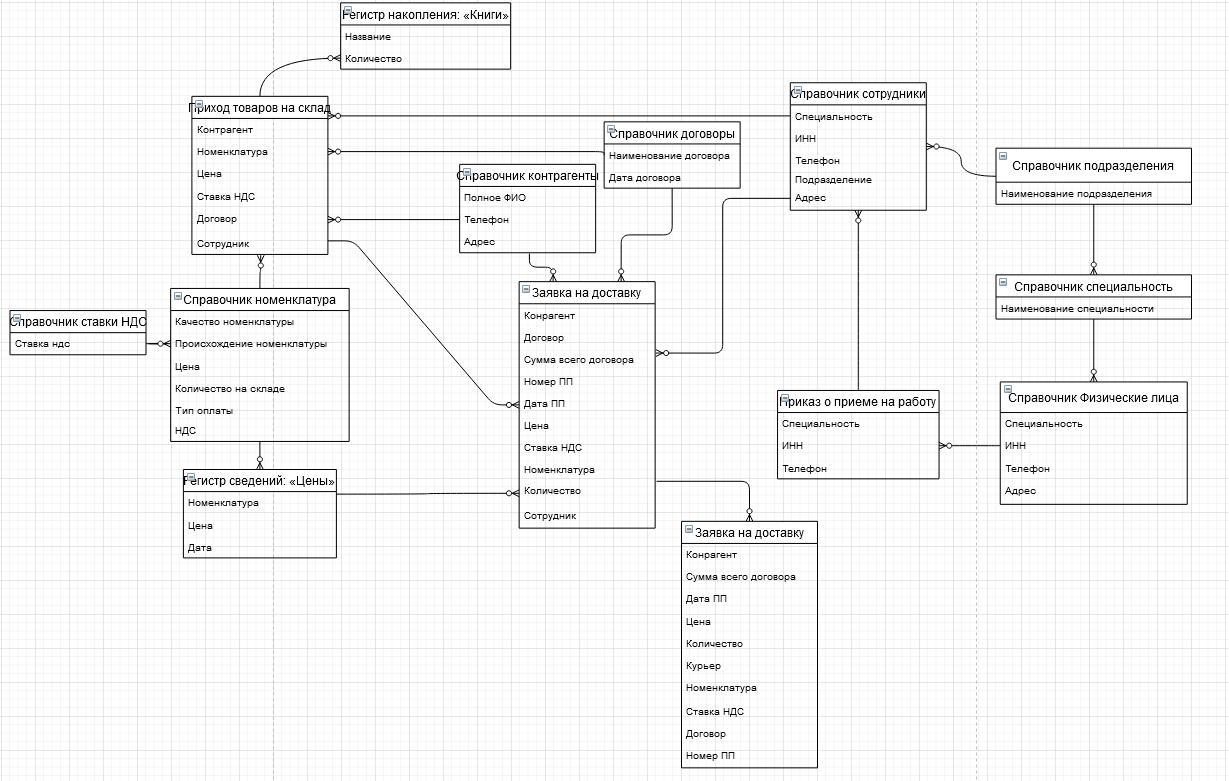 Регистр накопления: «Книги»
Название
Количество
Приход товаров на склад
Контрагент
Номенклатура
Цена
Ставка НДС
Договор
Сотрудник
Справочник контрагенты
Полное ФИО
Телефон
Адрес
Справочник договоры
Наименование договора
Дата договора
Справочник сотрудники
Специальность
ИНН
Телефон
Подразделение
Адрес
Справочник подразделения
Наименование подразделения
Справочник специальность
Наименование специальности
Справочник ставки НДС
Ставка ндс
Справочник номенклатура
Качество номенклатуры
Происхождение номенклатуры
Цена
Количество на складе
Тип оплаты
НДС
Заявка на доставку
Конрагент
Договор
Сумма всего договора
Номер ПП
Дата ПП
Цена
Ставка НДС
Номенклатура
Количество
Сотрудник
Приказ о приеме на работу
Специальность
ИНН
Телефон
Справочник Физические лица
Специальность
ИНН
Телефон
Адрес
Регистр сведений: «Цены»
Номенклатура
Цена
Дата
Заявка на доставку
Конрагент
Сумма всего договора
Дата ПП
Цена
Количество
Курьер
Номенклатура
Ставка НДС
Договор
Номер ПП